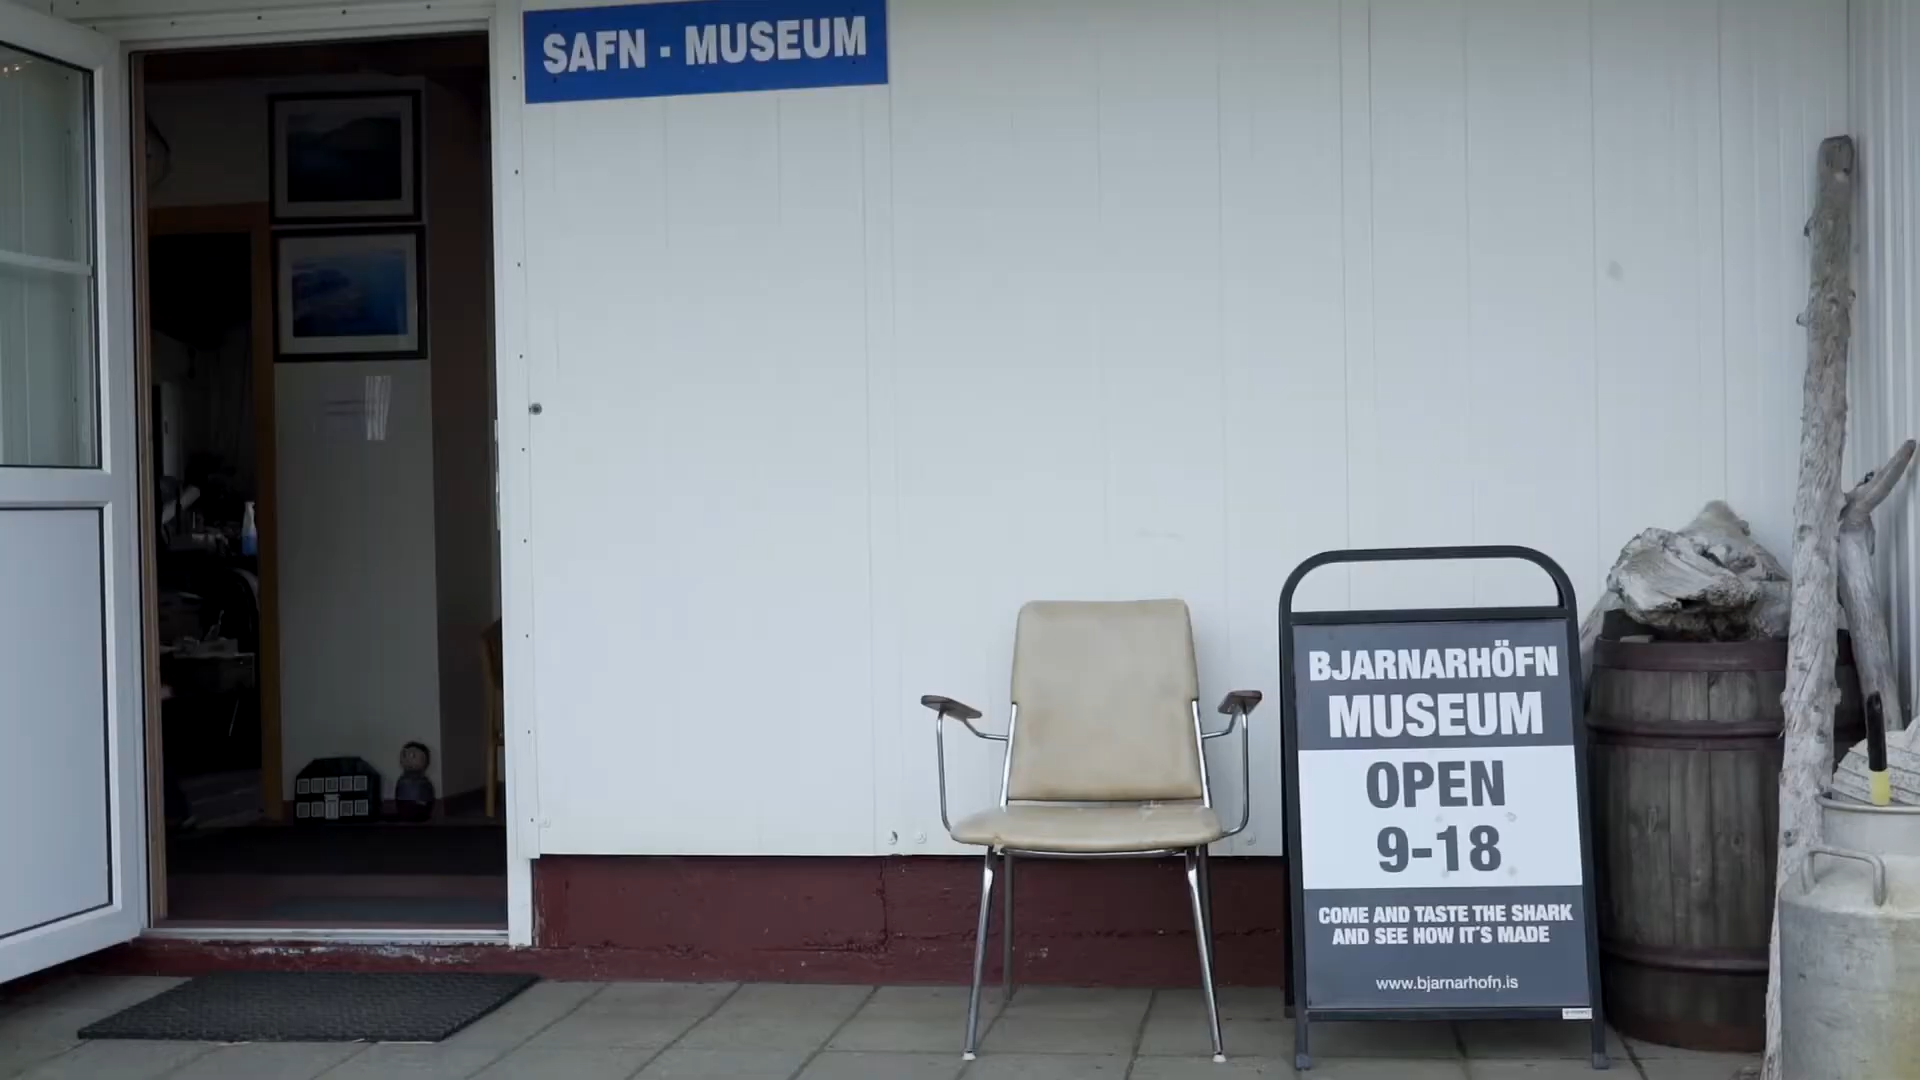 SAFN · MUSEUM
BJARNARHÖFN
MUSEUM
OPEN
9-18
COME AND TASTE THE SHARK
AND SEE HOW IT´S MADE
www.bjarnarhofn.is